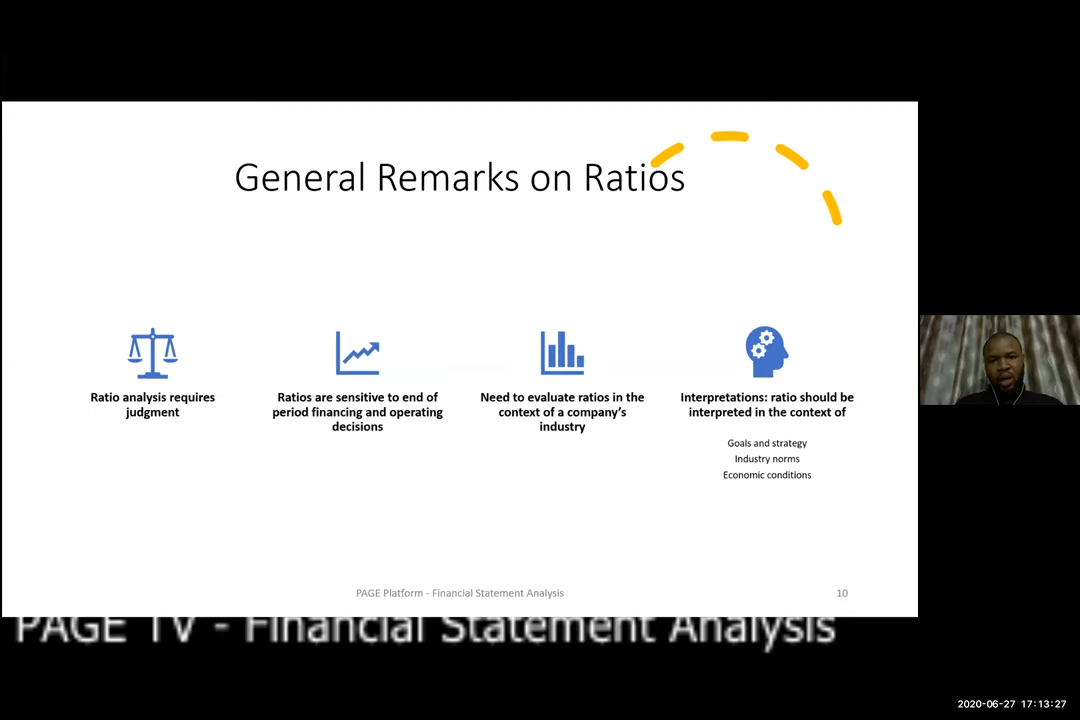 General Remarks on Ratios
Ratio analysis requires
judgment
Ratios are sensitive to end of
period financing and operating
decisions
Need to evaluate ratios in the
context of a company's
industry
Interpretations: ratio should be
interpreted in the context of
Goals and strategy
Industry norms
Economic conditions
PAGE Platform - Financial Statement Analysis
10
PAGE TV - Financial Statement Analysis
2020-06-27 17:13:27